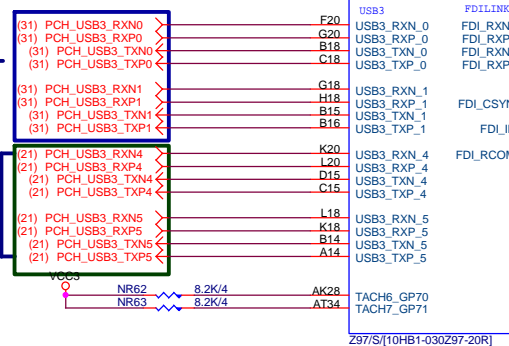 USB3 FDILINK
(31) PCH_USB3_RXN0 F20 USB3_RXN_0 FDI_RXN
(31) PCH_USB3_RXP0 G20 USB3_RXP_0 FDI_RXP
(31) PCH_USB3_TXN0 B18 USB3_TXN_0 FDI_RXN
(31) PCH_USB3_TXP0 C18 USB3_TXP_0 FDI_RXP
(31) PCH_USB3_RXN1 G18 USB3_RXN_1
(31) PCH_USB3_RXP1 H18 USB3_RXP_1 FDI_CSY
(31) PCH_USB3_TXN1 B15 USB3_TXN_1
(31) PCH_USB3_TXP1 B16 USB3_TXP_1 FDI_I
(21) PCH_USB3_RXN4 K20 USB3_RXN_4 FDI_RCOM
(21) PCH_USB3_RXP4 L20 USB3_RXP_4
(21) PCH_USB3_TXN4 D15 USB3_TXN_4
(21) PCH_USB3_TXP4 C15 USB3_TXP_4
(21) PCH_USB3_RXN5 L18 USB3_RXN_5
(21) PCH_USB3_RXP5 K18 USB3_RXP_5
(21) PCH_USB3_TXN5 B14 USB3_TXN_5
(21) PCH_USB3_TXP5 A14 USB3_TXP_5
VCC3
NR62 8.2K/4 AK28 TACH6_GP70
NR63 8.2K/4 AT34 TACH7_GP71
Z97/S/[10HB1-030Z97-20R]